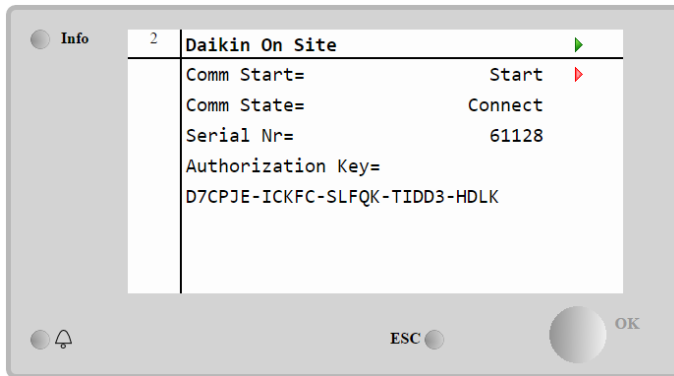 Info
2 Daikin On Site
Comm Start= Start
Comm State= Connect
Serial Nr= 61128
Authorization Key=
D7CPJE-ICKFC-SLFQK-TIDD3-HDLK
ESC
OK